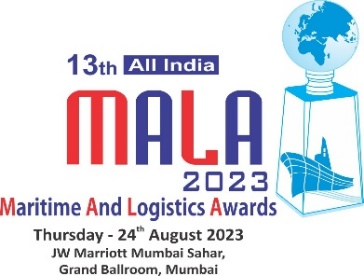 13th All India
MALA
2023
Maritime And Logistics Awards
Thursday - 24th August 2023
JW Marriott Mumbai Sahar,
Grand Ballroom, Mumbai